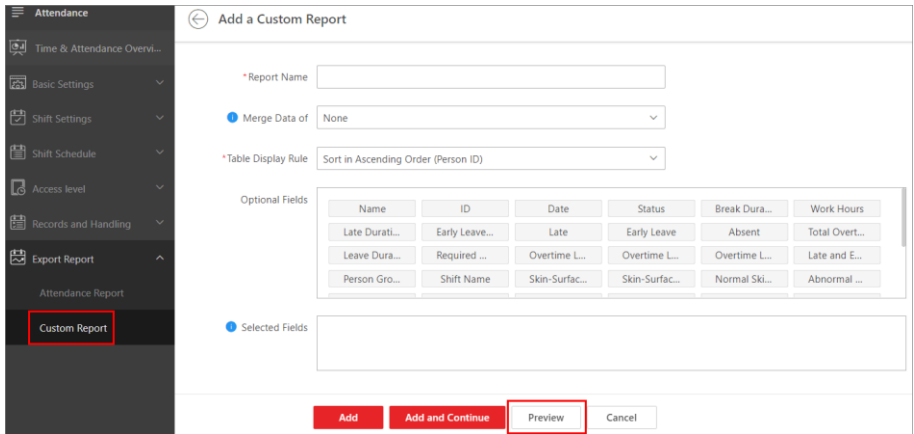 Attendance
Time & Attendance Overvi...
Basic Settings
Shift Settings
Shift Schedule
Access level
Records and Handling
Export Report
Attendance Report
Custom Report
Add a Custom Report
*Report Name
Merge Data of None
*Table Display Rule Sort in Ascending Order (Person ID)
Optional Fields
Name ID Date Status Break Dura... Work Hours
Late Durati... Early Leave... Late Early Leave Absent Total Overt...
Leave Dura... Required ... Overtime L... Overtime L... Overtime L... Late and E...
Person Gro... Shift Name Skin-Surfac... Skin-Surfac... Normal Ski... Abnormal ...
Selected Fields
Add Add and Continue Preview Cancel